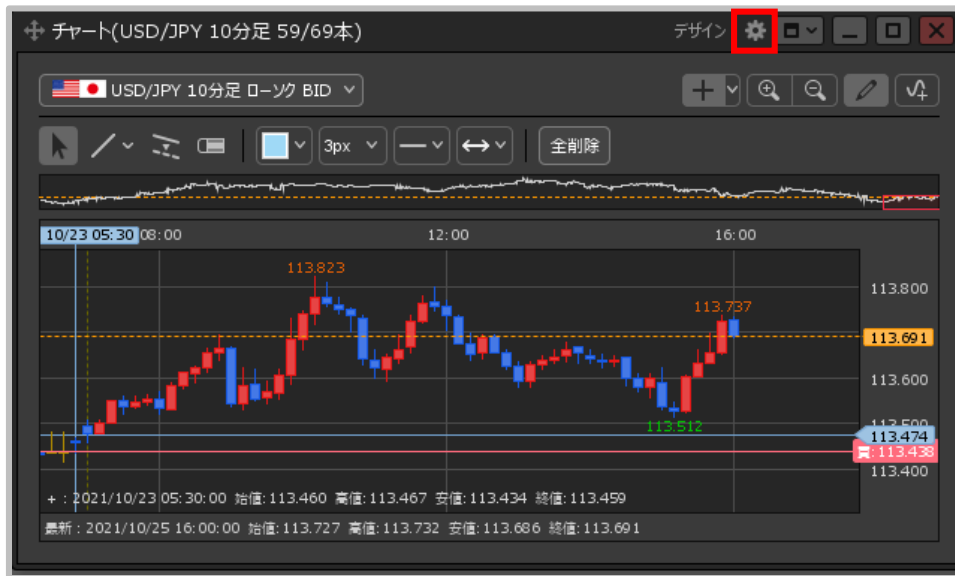 チャート(USD/JPY 10分足 59/69本)
デザイン
USD/JPY 10分足 ローソク BID
3px
全削除
10/23 05:30 08:00 12:00 16:00
113.823
113.737
113.512
113.800
113.691
113.600
113.500
113.474
買:113.438
113.400
+ : 2021/10/23 05:30:00 始値:113.460 高値:113.467 安値:113.434 終値:113.459
最新 : 2021/10/25 16:00:00 始値:113.727 高値:113.732 安値:113.686 終値:113.691